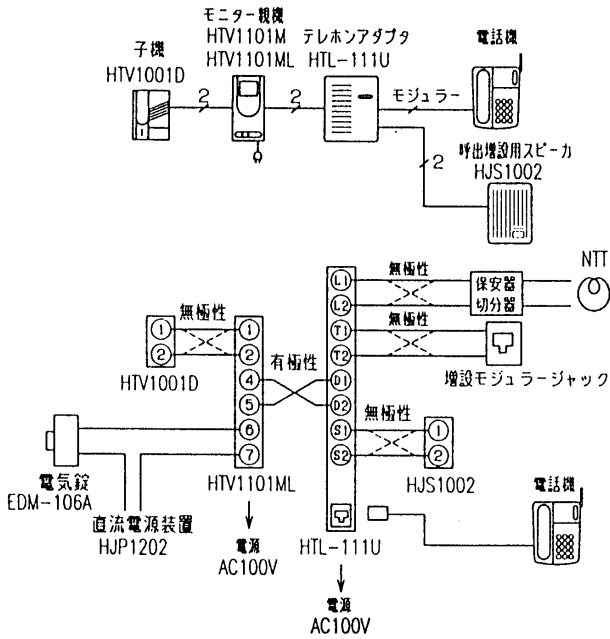 モニター親機
HTV1101M
HTV1101ML
テレホンアダプタ
HTL-111U
電話機
子機
HTV1001D
2
2
モジュラー
2
呼出増設用スピーカ
HJS1002
NTT
無極性
L1
L2
保安器
切分器
無極性
T1
T2
増設モジュラージャック
無極性
1
2
HTV1001D
1
2
4
5
6
7
有極性
D1
D2
無極性
S1
S2
1
2
HJS1002
電気錠
EDM-106A
直流電源装置
HJP1202
HTV1101ML
電源
AC100V
HTL-111U
電源
AC100V
電話機